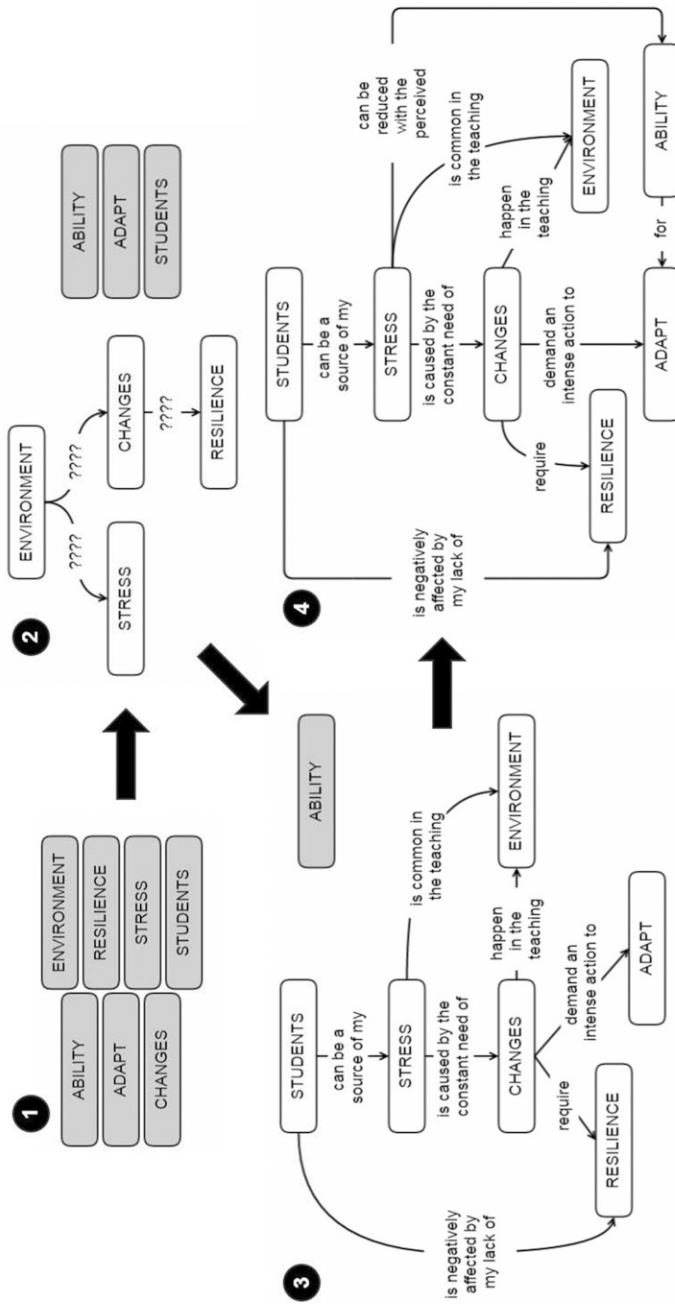 1
ABILITY
ADAPT
CHANGES
ENVIRONMENT
RESILIENCE
STRESS
STUDENTS
2
ENVIRONMENT
????
????
STRESS
CHANGES
????
RESILIENCE
ABILITY
ADAPT
STUDENTS
3
STUDENTS
can be a
source of my
STRESS
is caused by the
constant need of
CHANGES
is common in
the teaching
happen
in the
teaching
ENVIRONMENT
is negatively
affected by
my lack of
require
demand an
intense action to
RESILIENCE
ADAPT
ABILITY
4
STUDENTS
can be a
source of my
STRESS
is caused by the
constant need of
CHANGES
can be
reduced
with the
perceived
is common in
the teaching
happen
in the
teaching
ENVIRONMENT
is negatively
affected by
my lack of
require
demand an
intense action to
RESILIENCE
ADAPT
for
ABILITY